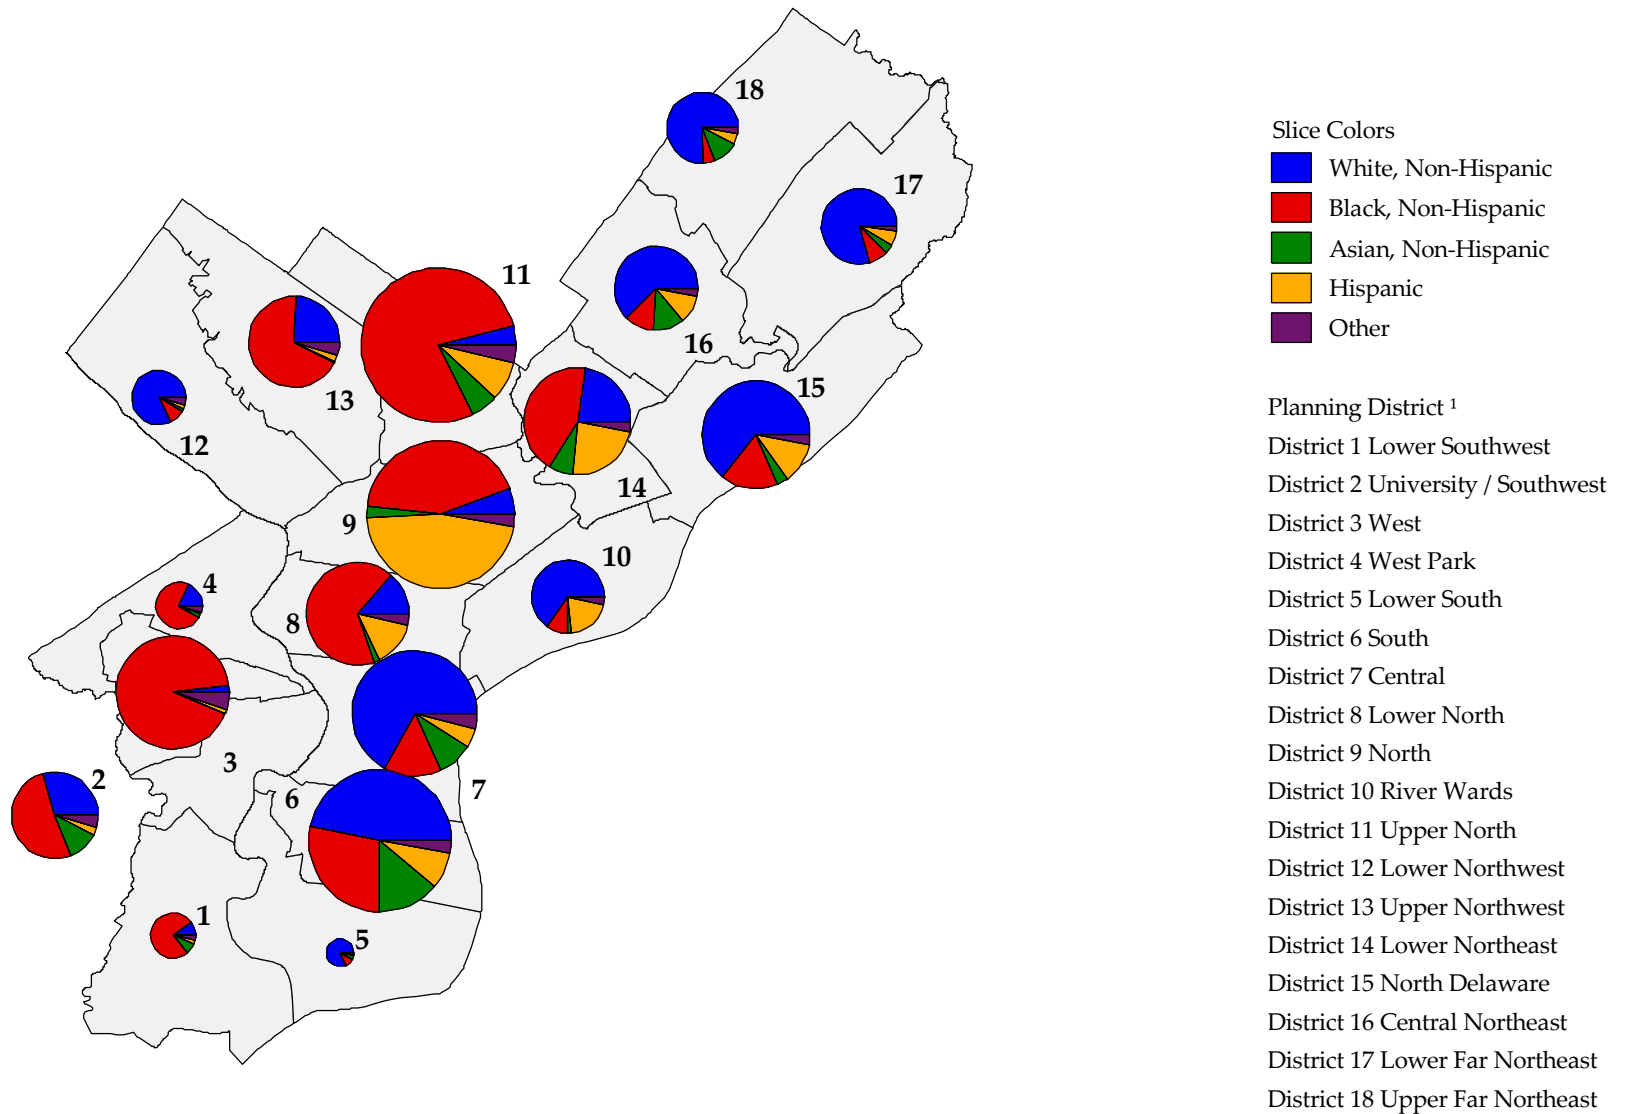 18
17
11
16
13
15
12
14
9
10
4
8
3
2
7
6
1
5
Slice Colors
White, Non-Hispanic
Black, Non-Hispanic
Asian, Non-Hispanic
Hispanic
Other
Planning District ¹
District 1 Lower Southwest
District 2 University / Southwest
District 3 West
District 4 West Park
District 5 Lower South
District 6 South
District 7 Central
District 8 Lower North
District 9 North
District 10 River Wards
District 11 Upper North
District 12 Lower Northwest
District 13 Upper Northwest
District 14 Lower Northeast
District 15 North Delaware
District 16 Central Northeast
District 17 Lower Far Northeast
District 18 Upper Far Northeast